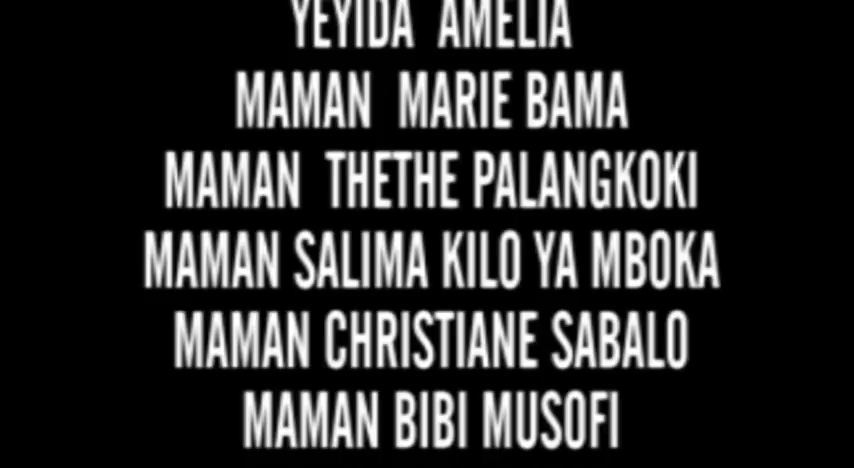 YEYIDA AMELIA
MAMAN MARIE BAMA
MAMAN THETHE PALANGKOKI
MAMAN SALIMA KILO YA MBOKA
MAMAN CHRISTIANE SABALO
MAMAN BIBI MUSOFI